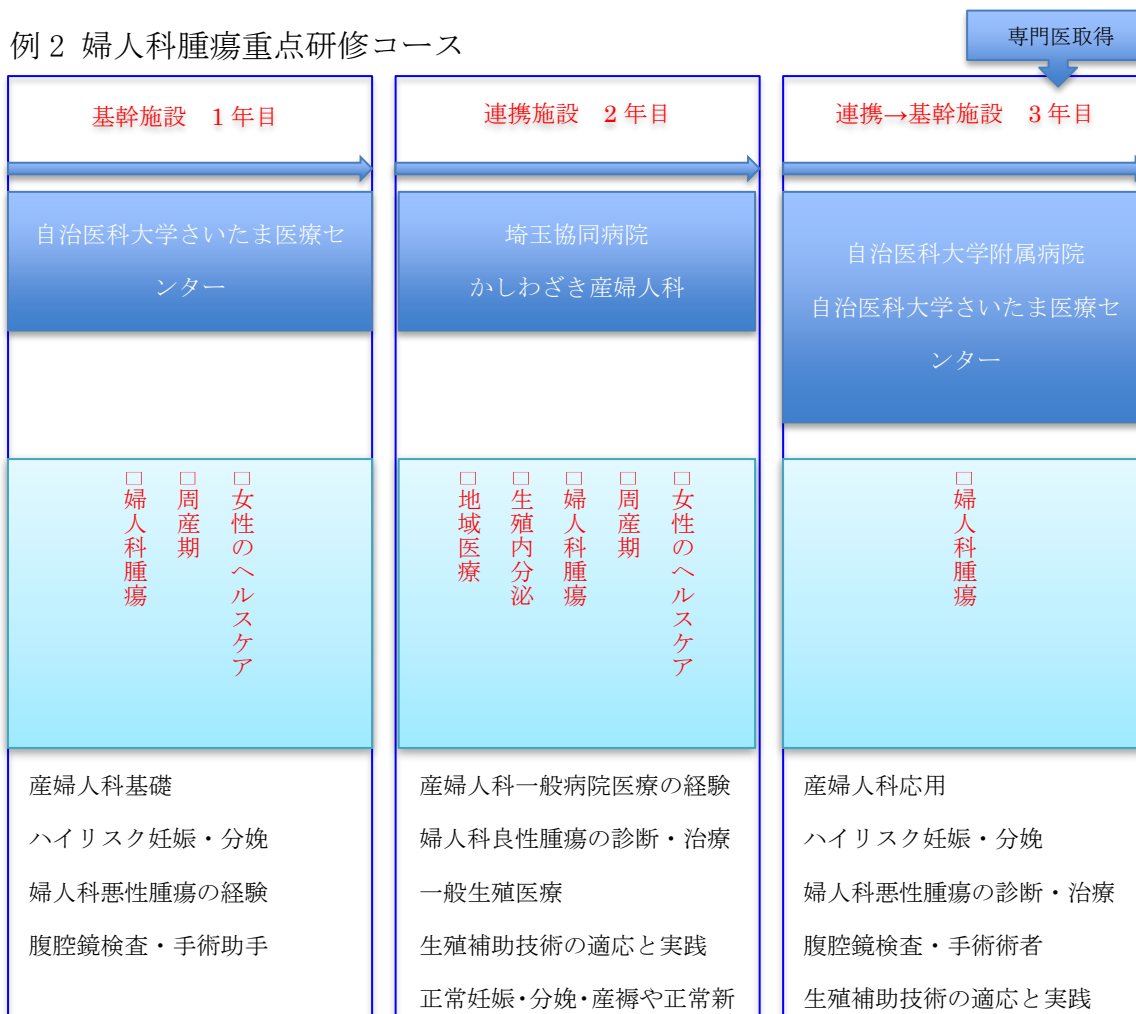 例2 婦人科腫瘍重点研修コース
専門医取得
基幹施設 1年目
自治医科大学さいたま医療セ
ンター
□女性のヘルスケア
□周産期
□婦人科腫瘍
産婦人科基礎
ハイリスク妊娠・分娩
婦人科悪性腫瘍の経験
腹腔鏡検査・手術助手
連携施設 2年目
埼玉協同病院
かしわざき産婦人科
□女性のヘルスケア
□周産期
□婦人科腫瘍
□生殖内分泌
□地域医療
産婦人科一般病院医療の経験
婦人科良性腫瘍の診断・治療
一般生殖医療
生殖補助技術の適応と実践
正常妊娠・分娩・産褥や正常新
連携→基幹施設 3年目
自治医科大学附属病院
自治医科大学さいたま医療セ
ンター
□婦人科腫瘍
産婦人科応用
ハイリスク妊娠・分娩
婦人科悪性腫瘍の診断・治療
腹腔鏡検査・手術術者
生殖補助技術の適応と実践